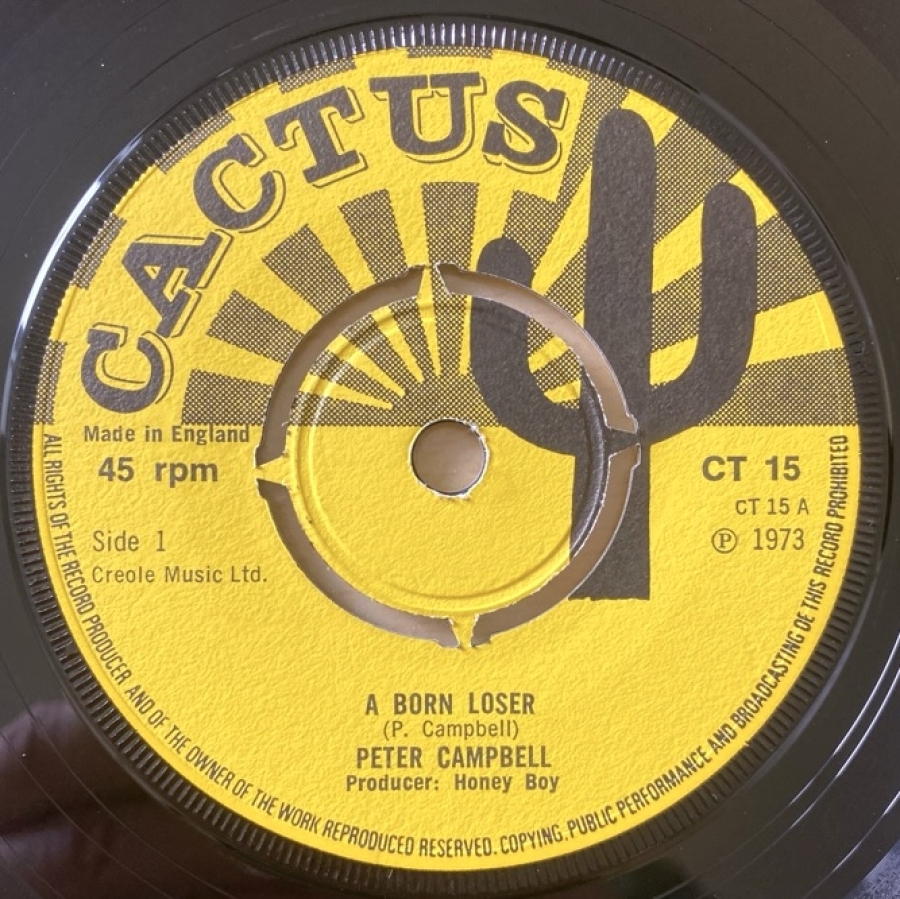 CACTUS
Made in England
45 rpm
CT 15
CT 15 A
Ⓟ 1973
Side 1
Creole Music Ltd.
A BORN LOSER
(P. Campbell)
PETER CAMPBELL
Producer: Honey Boy
ALL RIGHTS OF THE RECORD PRODUCER AND OF THE OWNER OF THE WORK REPRODUCED RESERVED. COPYING, PUBLIC PERFORMANCE AND BROADCASTING OF THIS RECORD PROHIBITED